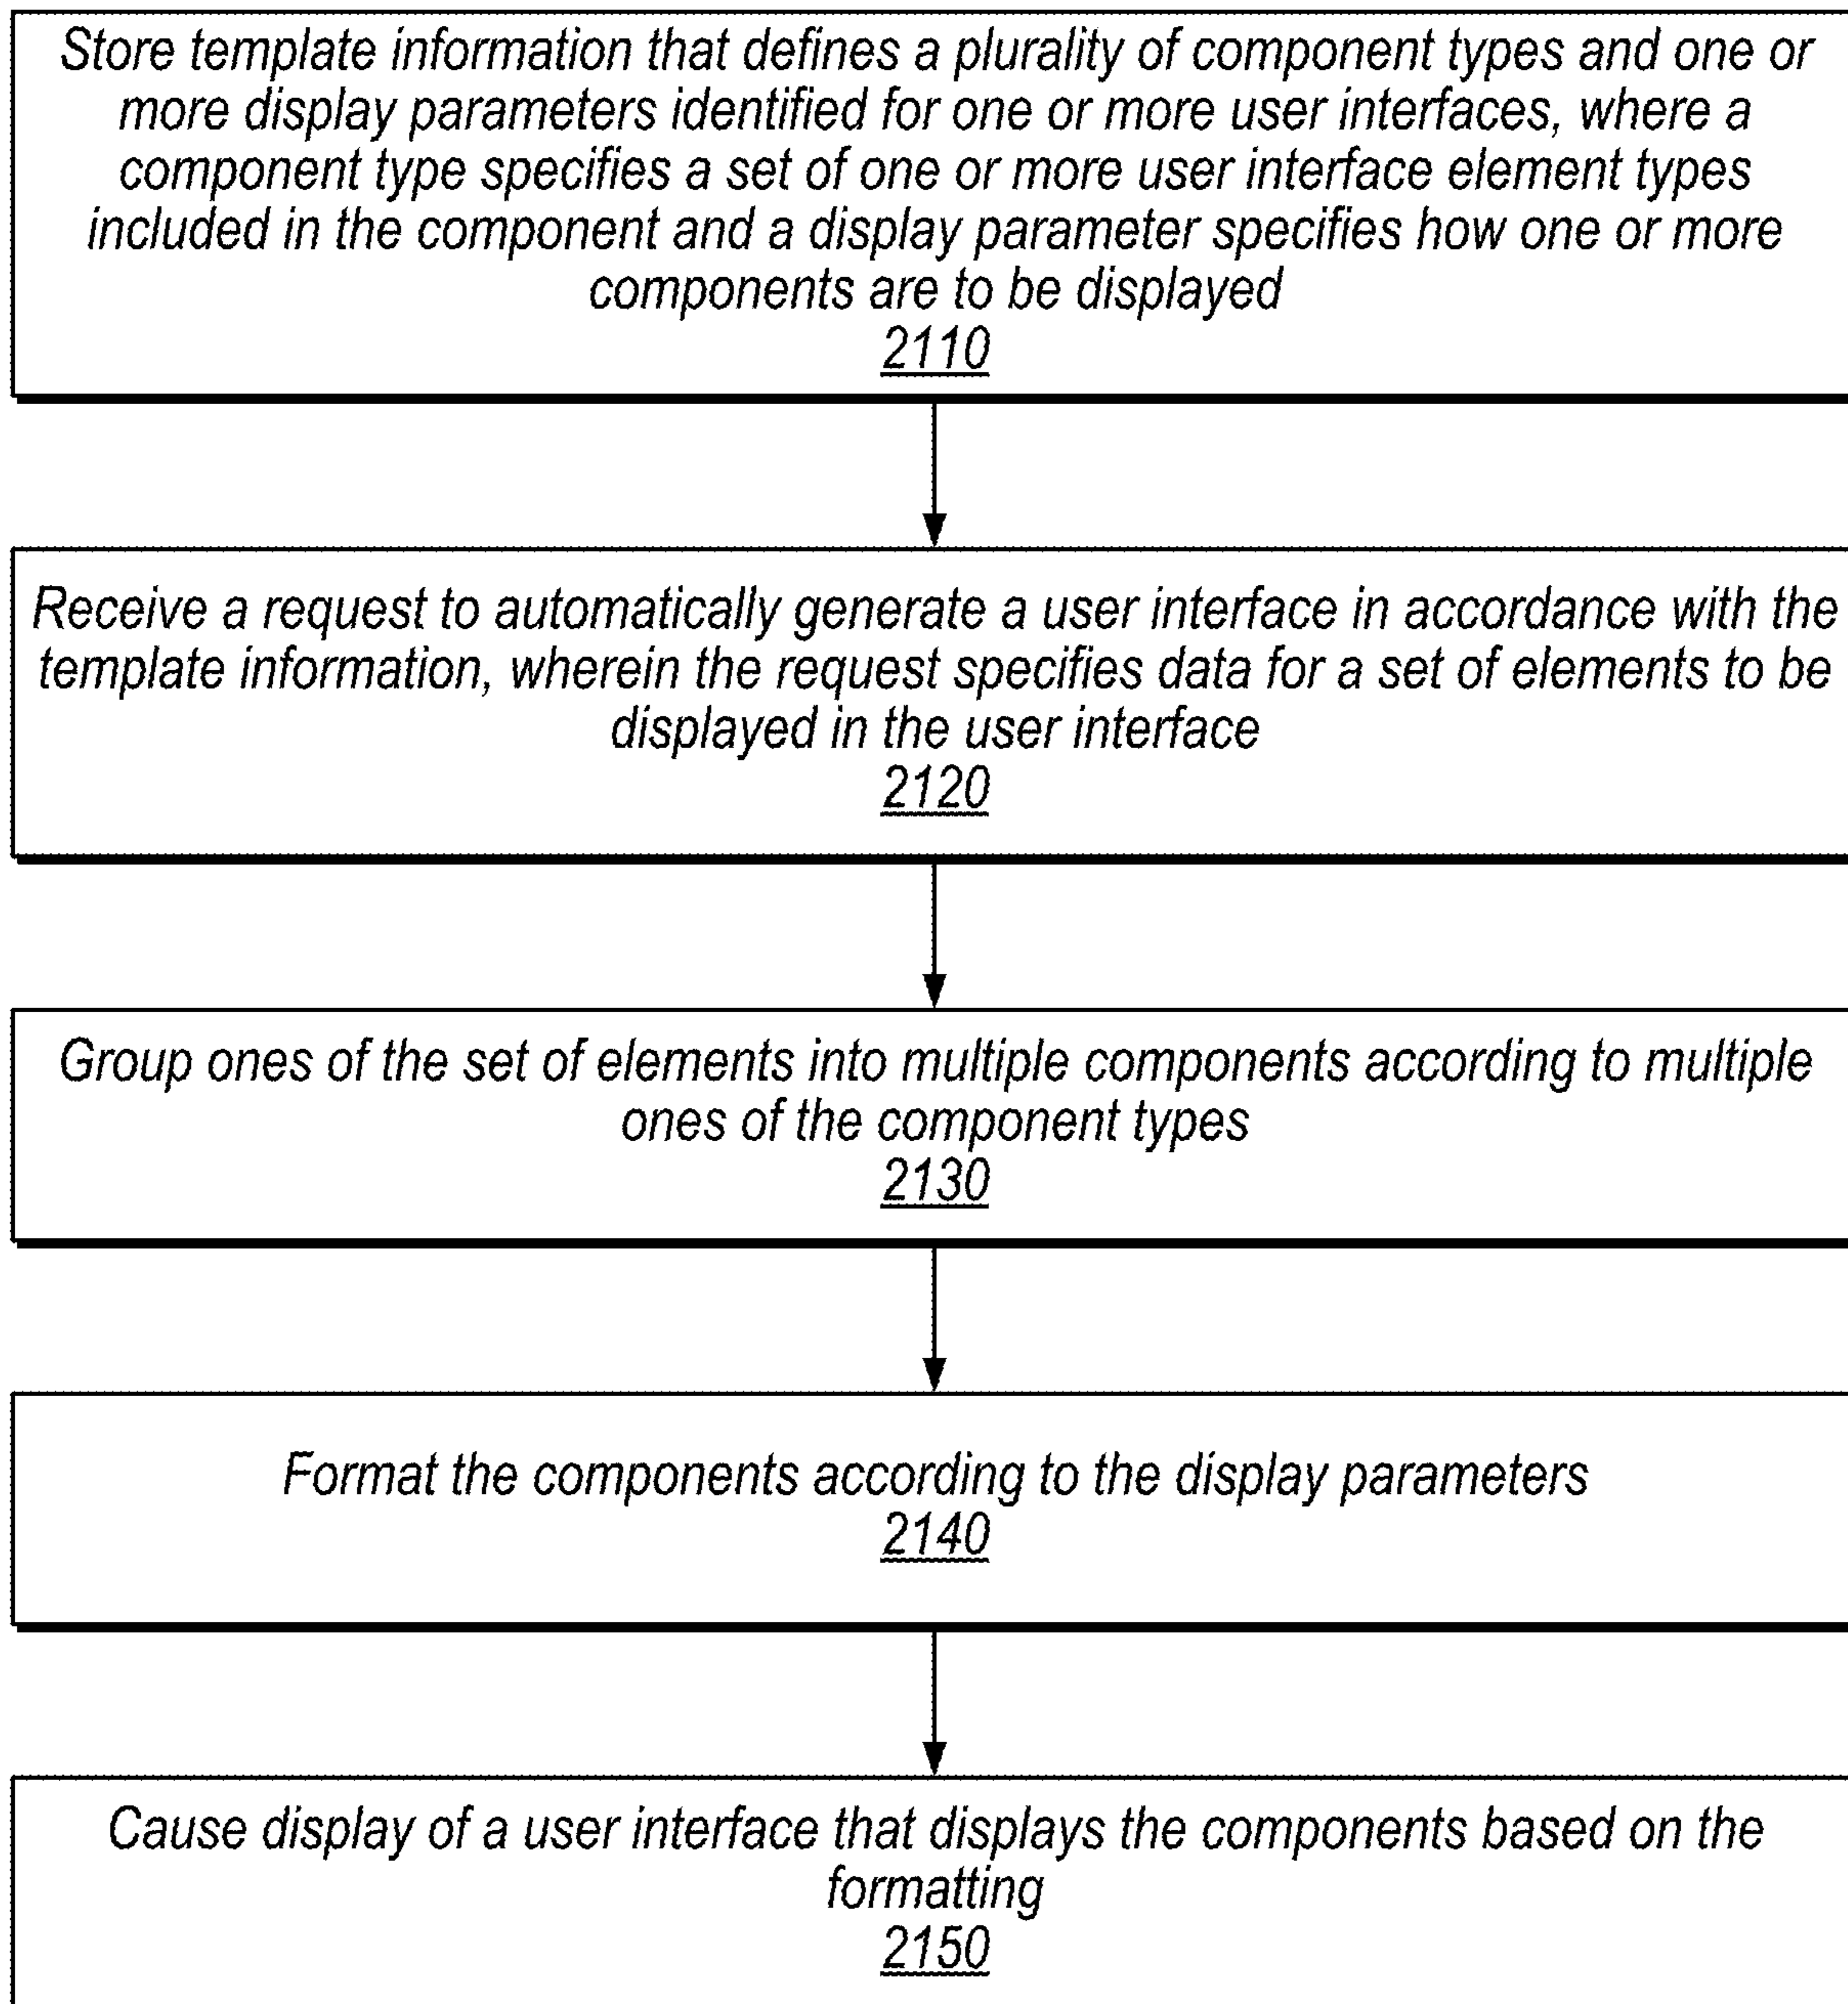 Store template information that defines a plurality of component types and one or
more display parameters identified for one or more user interfaces, where a
component type specifies a set of one or more user interface element types
included in the component and a display parameter specifies how one or more
components are to be displayed
2110
Receive a request to automatically generate a user interface in accordance with the
template information, wherein the request specifies data for a set of elements to be
displayed in the user interface
2120
Group ones of the set of elements into multiple components according to multiple
ones of the component types
2130
Format the components according to the display parameters
2140
Cause display of a user interface that displays the components based on the
formatting
2150